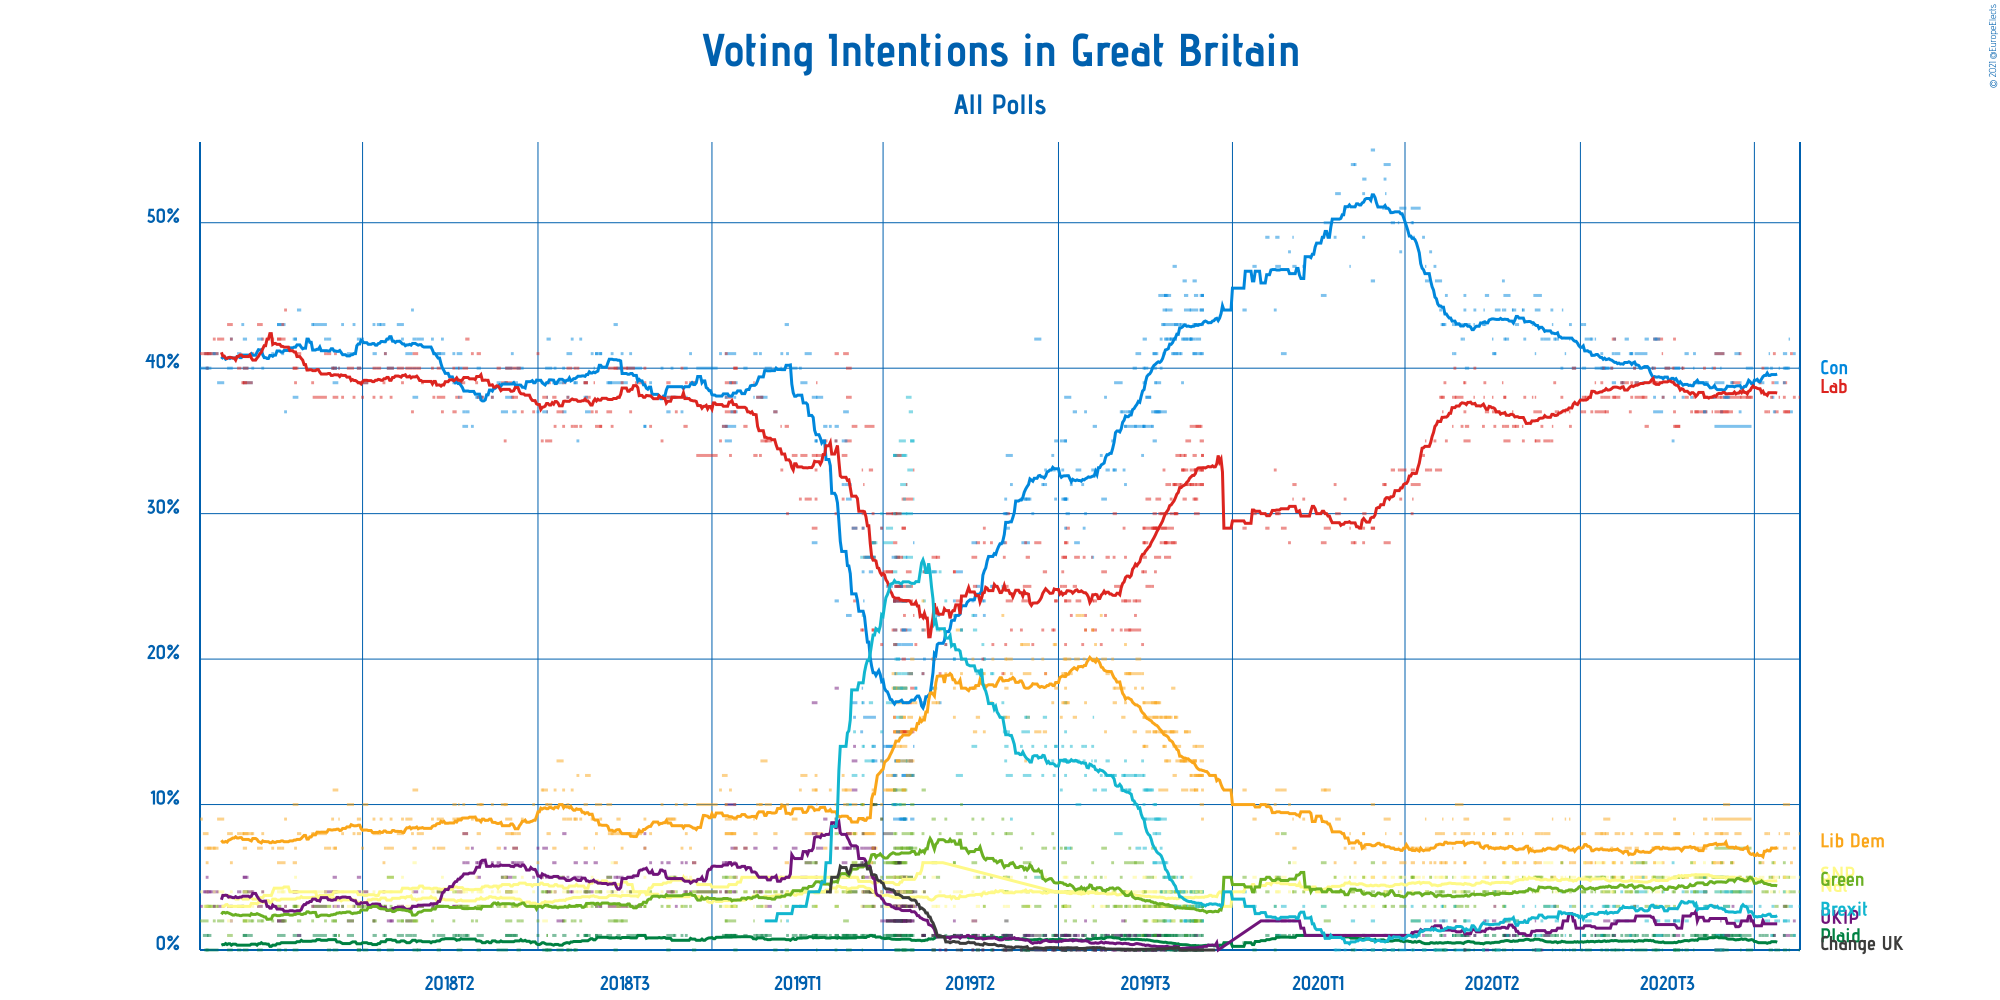 © 2021 @EuropeElects
Voting Intentions in Great Britain
All Polls
50%
40%
30%
20%
10%
0%
Con
Lab
Lib Dem
SNP
Green
Brexit
UKIP
Plaid
Change UK
2018T2
2018T3
2019T1
2019T2
2019T3
2020T1
2020T2
2020T3